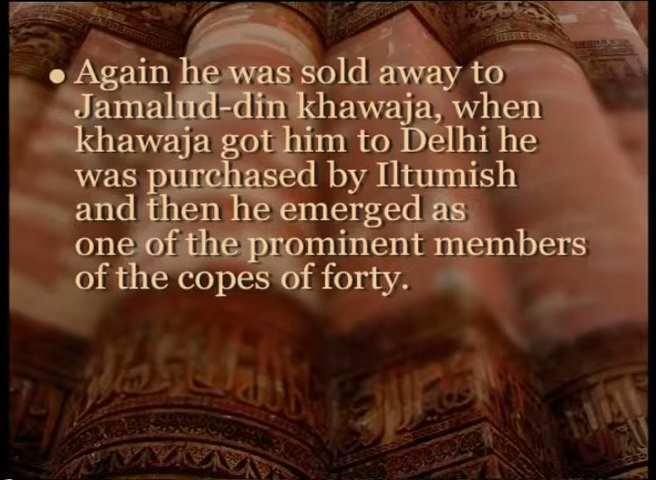 • Again he was sold away to
Jamalud-din khawaja, when
khawaja got him to Delhi he
was purchased by Iltumish
and then he emerged as
one of the prominent members
of the copes of forty.